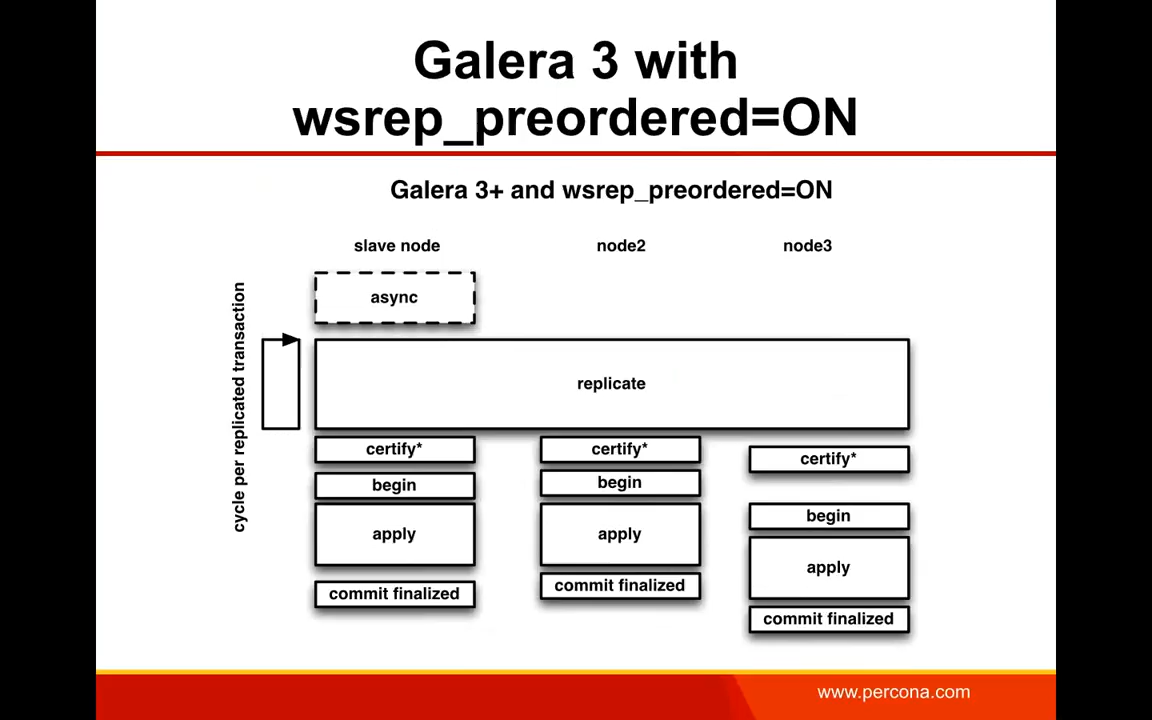 Galera 3 with
wsrep_preordered=ON
Galera 3+ and wsrep_preordered=ON
slave node
node2
node3
async
cycle per replicated transaction
replicate
certify*
certify*
certify*
begin
begin
begin
apply
apply
apply
commit finalized
commit finalized
commit finalized
www.percona.com